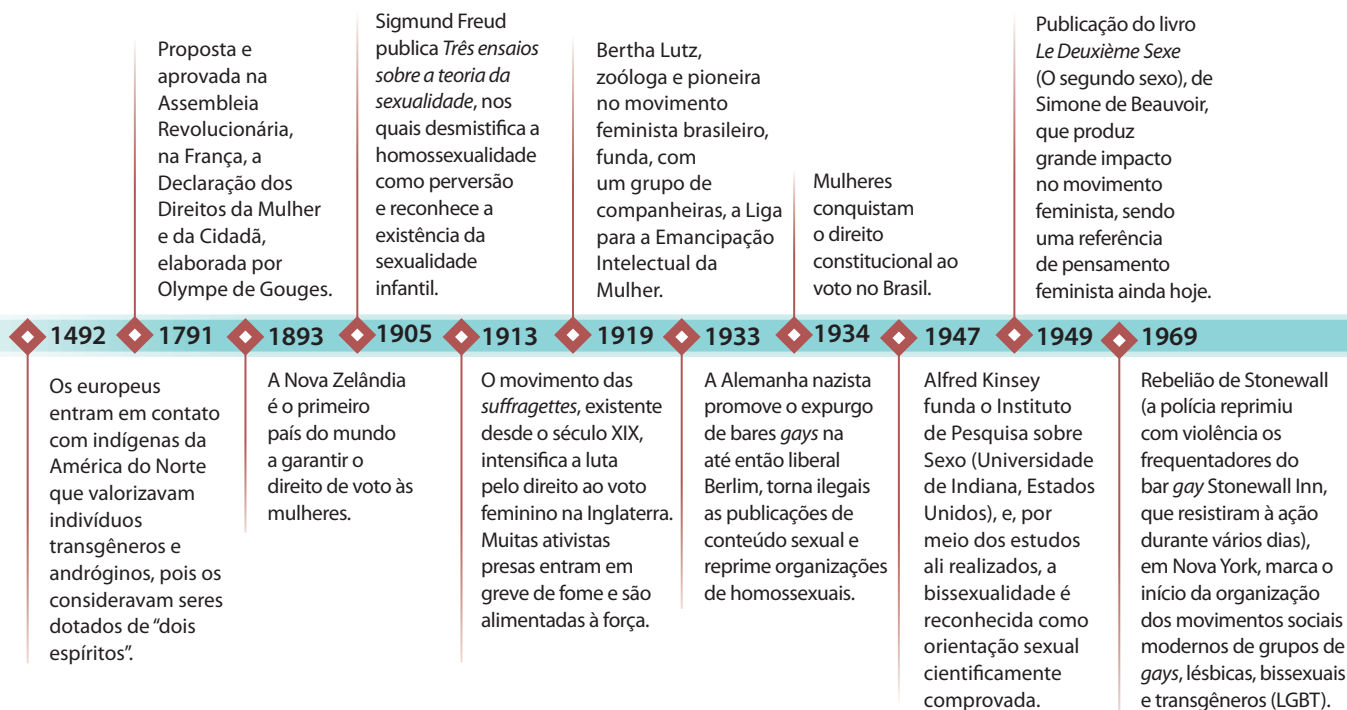 1492
Os europeus
entram em contato
com indígenas da
América do Norte
que valorizavam
indivíduos
transgêneros e
andróginos, pois os
consideravam seres
dotados de “dois
espíritos”.
Proposta e
aprovada na
Assembleia
Revolucionária,
na França, a
Declaração dos
Direitos da Mulher
e da Cidadã,
elaborada por
Olympe de Gouges.
1791
1893
A Nova Zelândia
é o primeiro
país do mundo
a garantir o
direito de voto às
mulheres.
Sigmund Freud
publica Três ensaios
sobre a teoria da
sexualidade, nos
quais desmistifica a
homossexualidade
como perversão
e reconhece a
existência da
sexualidade
infantil.
1905
1913
O movimento das
suffragettes, existente
desde o século XIX,
intensifica a luta
pelo direito ao voto
feminino na Inglaterra.
Muitas ativistas
presas entram em
greve de fome e são
alimentadas à força.
Bertha Lutz,
zoóloga e pioneira
no movimento
feminista brasileiro,
funda, com
um grupo de
companheiras, a Liga
para a Emancipação
Intelectual da
Mulher.
1919
1933
A Alemanha nazista
promove o expurgo
de bares gays na
até então liberal
Berlim, torna ilegais
as publicações de
conteúdo sexual e
reprime organizações
de homossexuais.
Mulheres
conquistam
o direito
constitucional ao
voto no Brasil.
1934
1947
Alfred Kinsey
funda o Instituto
de Pesquisa sobre
Sexo (Universidade
de Indiana, Estados
Unidos), e, por
meio dos estudos
ali realizados, a
bissexualidade é
reconhecida como
orientação sexual
cientificamente
comprovada.
Publicação do livro
Le Deuxième Sexe
(O segundo sexo), de
Simone de Beauvoir,
que produz
grande impacto
no movimento
feminista, sendo
uma referência
de pensamento
feminista ainda hoje.
1949
1969
Rebelião de Stonewall
(a polícia reprimiu
com violência os
frequentadores do
bar gay Stonewall Inn,
que resistiram à ação
durante vários dias),
em Nova York, marca o
início da organização
dos movimentos sociais
modernos de grupos de
gays, lésbicas, bissexuais
e transgêneros (LGBT).